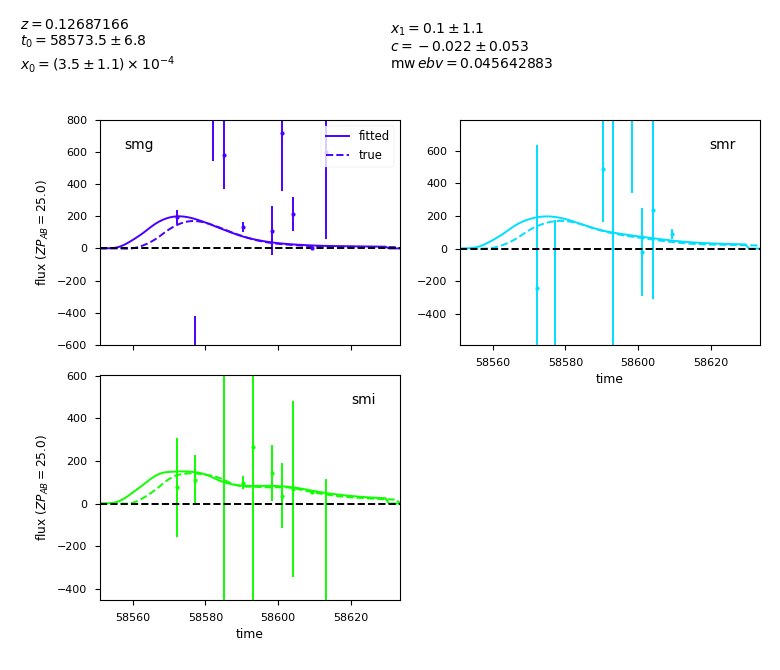 z = 0.12687166
t₀ = 58573.5 ± 6.8
x₀ = (3.5 ± 1.1) × 10⁻⁴
x₁ = 0.1 ± 1.1
c = −0.022 ± 0.053
mw ebv = 0.045642883
800
600
400
200
0
−200
−400
−600
flux (ZP_AB = 25.0)
smg
fitted
true
600
400
200
0
−200
−400
smr
58560 58580 58600 58620
time
600
400
200
0
−200
−400
flux (ZP_AB = 25.0)
smi
58560 58580 58600 58620
time